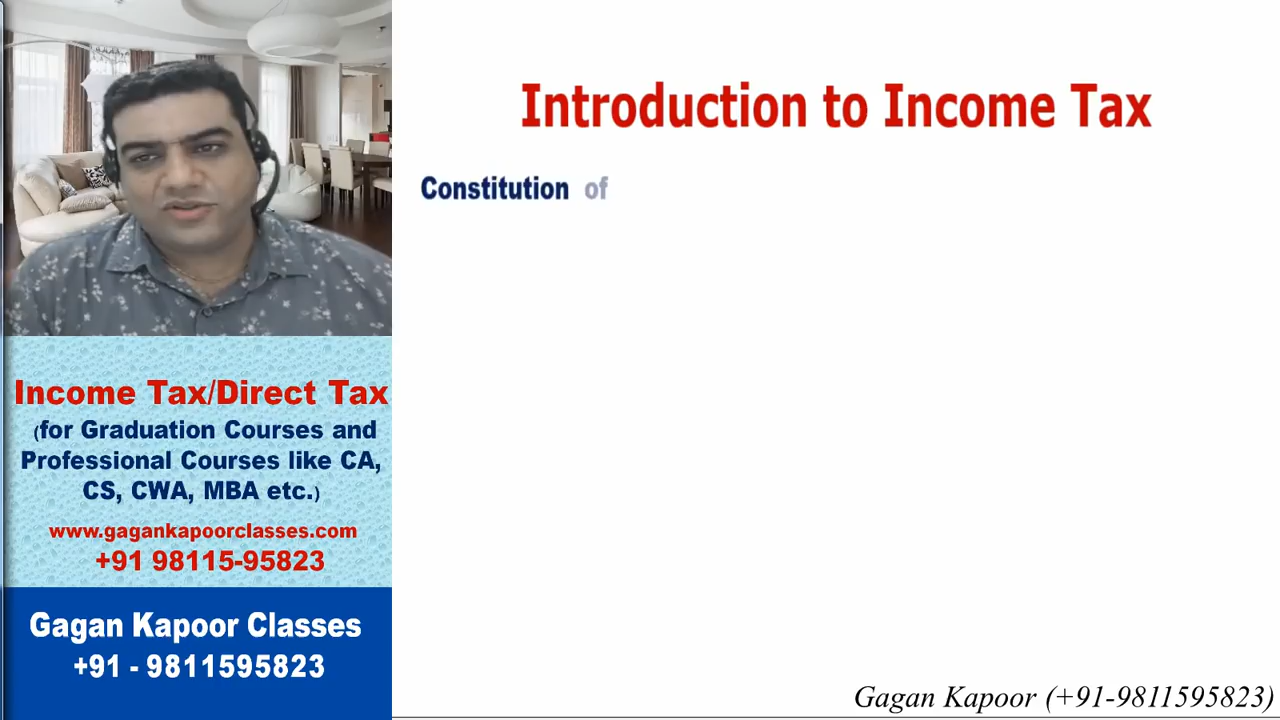 Introduction to Income Tax
Constitution of
Income Tax/Direct Tax
(for Graduation Courses and
Professional Courses like CA,
CS, CWA, MBA etc.)
www.gagankapoorclasses.com
+91 98115-95823
Gagan Kapoor Classes
+91 - 9811595823
Gagan Kapoor (+91-9811595823)